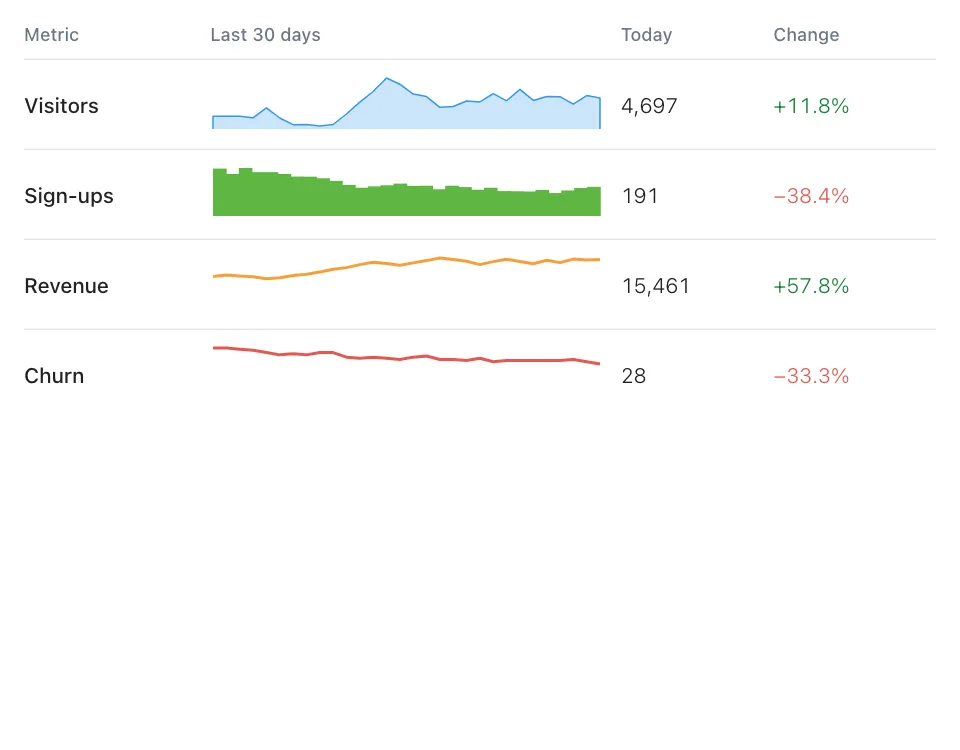 Metric Last 30 days Today Change
Visitors 4,697 +11.8%
Sign-ups 191 −38.4%
Revenue 15,461 +57.8%
Churn 28 −33.3%